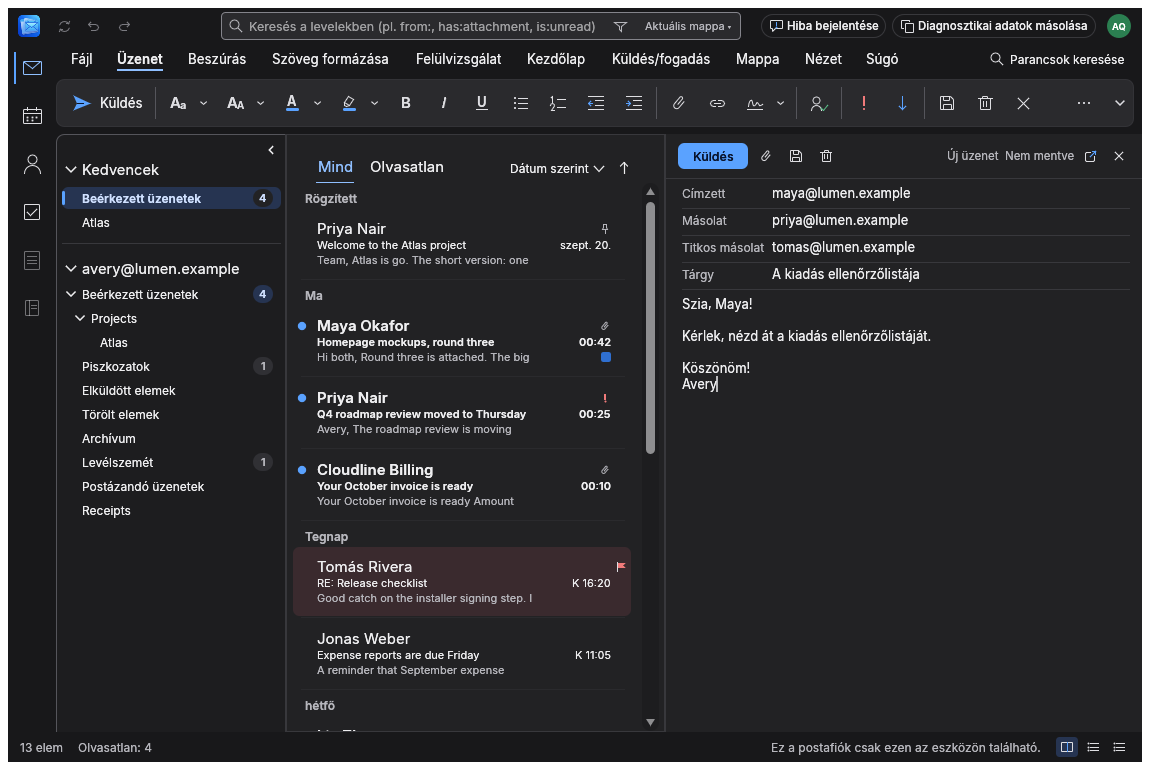 Keresés a levelekben (pl. from:, has:attachment, is:unread)
Aktuális mappa
Hiba bejelentése
Diagnosztikai adatok másolása
AQ
Fájl
Üzenet
Beszúrás
Szöveg formázása
Felülvizsgálat
Kezdőlap
Küldés/fogadás
Mappa
Nézet
Súgó
Parancsok keresése
Küldés
Kedvencek
Beérkezett üzenetek 4
Atlas
avery@lumen.example
Beérkezett üzenetek 4
Projects
Atlas
Piszkozatok 1
Elküldött elemek
Törölt elemek
Archívum
Levélszemét 1
Postázandó üzenetek
Receipts
Mind
Olvasatlan
Dátum szerint
Rögzített
Priya Nair
Welcome to the Atlas project szept. 20.
Team, Atlas is go. The short version: one
Ma
Maya Okafor
Homepage mockups, round three 00:42
Hi both, Round three is attached. The big
Priya Nair
Q4 roadmap review moved to Thursday 00:25
Avery, The roadmap review is moving
Cloudline Billing
Your October invoice is ready 00:10
Your October invoice is ready Amount
Tegnap
Tomás Rivera
RE: Release checklist K 16:20
Good catch on the installer signing step. I
Jonas Weber
Expense reports are due Friday K 11:05
A reminder that September expense
hétfő
Küldés
Új üzenet Nem mentve
Címzett maya@lumen.example
Másolat priya@lumen.example
Titkos másolat tomas@lumen.example
Tárgy A kiadás ellenőrzőlistája
Szia, Maya!
Kérlek, nézd át a kiadás ellenőrzőlistáját.
Köszönöm!
Avery
13 elem
Olvasatlan: 4
Ez a postafiók csak ezen az eszközön található.